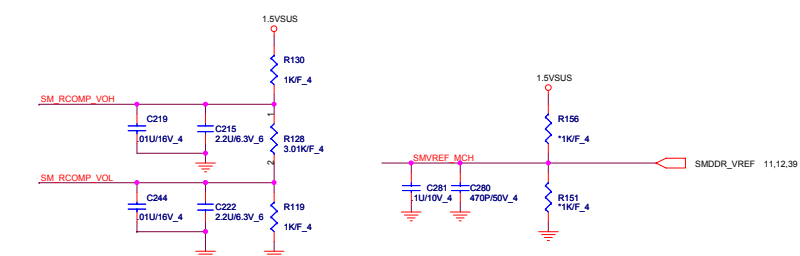 1.5VSUS
R130
1K/F_4
SM_RCOMP_VOH
C219
.01U/16V_4
C215
2.2U/6.3V_6
1
R128
3.01K/F_4
2
SM_RCOMP_VOL
C244
.01U/16V_4
C222
2.2U/6.3V_6
R119
1K/F_4
1.5VSUS
R156
*1K/F_4
SMVREF_MCH
SMDDR_VREF 11,12,39
C281
.1U/10V_4
C280
470P/50V_4
R151
*1K/F_4